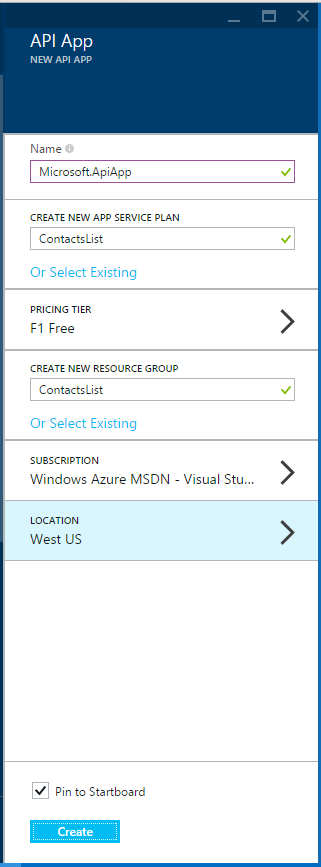 API App
NEW API APP
Name
Microsoft.ApiApp
CREATE NEW APP SERVICE PLAN
ContactsList
Or Select Existing
PRICING TIER
F1 Free
CREATE NEW RESOURCE GROUP
ContactsList
Or Select Existing
SUBSCRIPTION
Windows Azure MSDN - Visual Stu...
LOCATION
West US
Pin to Startboard
Create